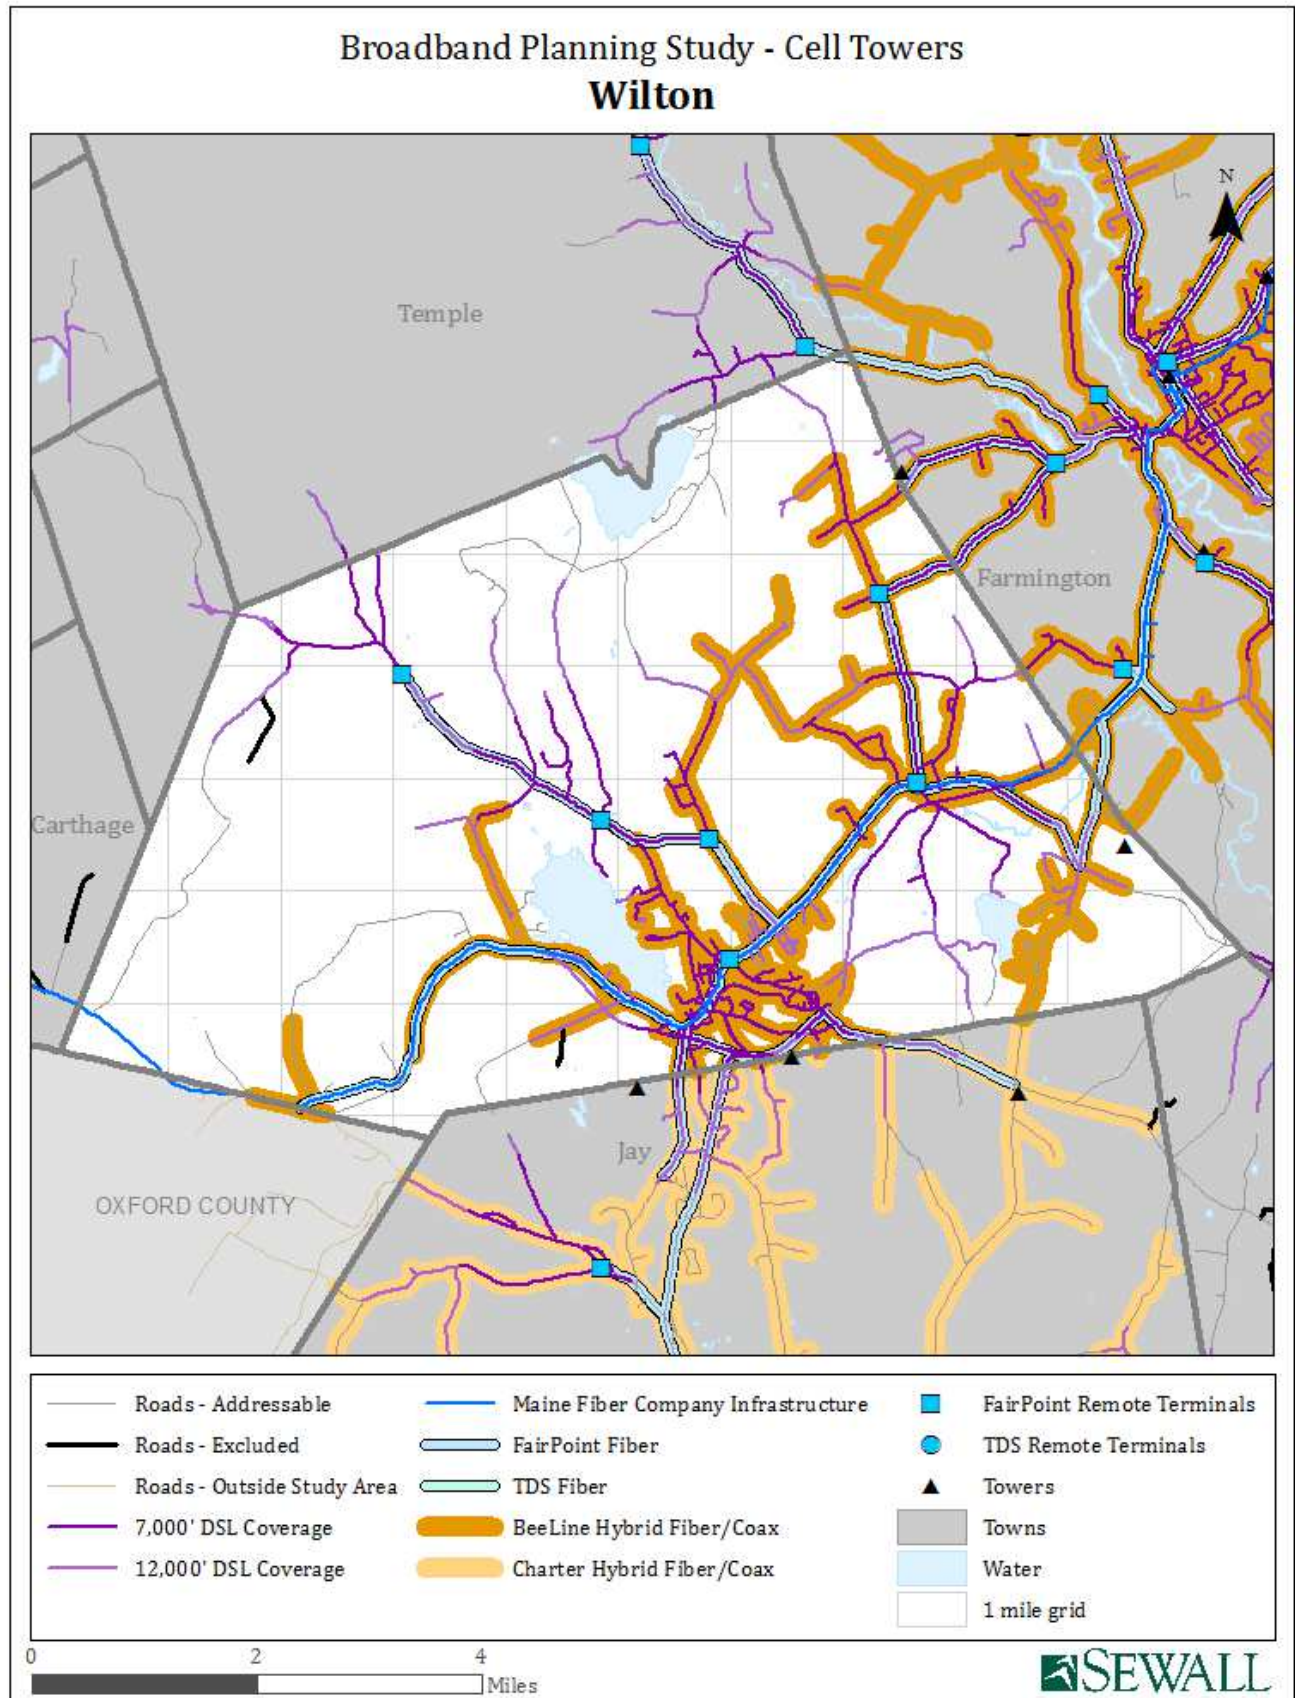 Broadband Planning Study - Cell Towers
Wilton
N
Temple
Farmington
Carthage
Jay
OXFORD COUNTY
Roads - Addressable
Roads - Excluded
Roads - Outside Study Area
7,000' DSL Coverage
12,000' DSL Coverage
Maine Fiber Company Infrastructure
FairPoint Fiber
TDS Fiber
BeeLine Hybrid Fiber/Coax
Charter Hybrid Fiber/Coax
FairPoint Remote Terminals
TDS Remote Terminals
Towers
Towns
Water
1 mile grid
0 2 4
Miles
SEWALL